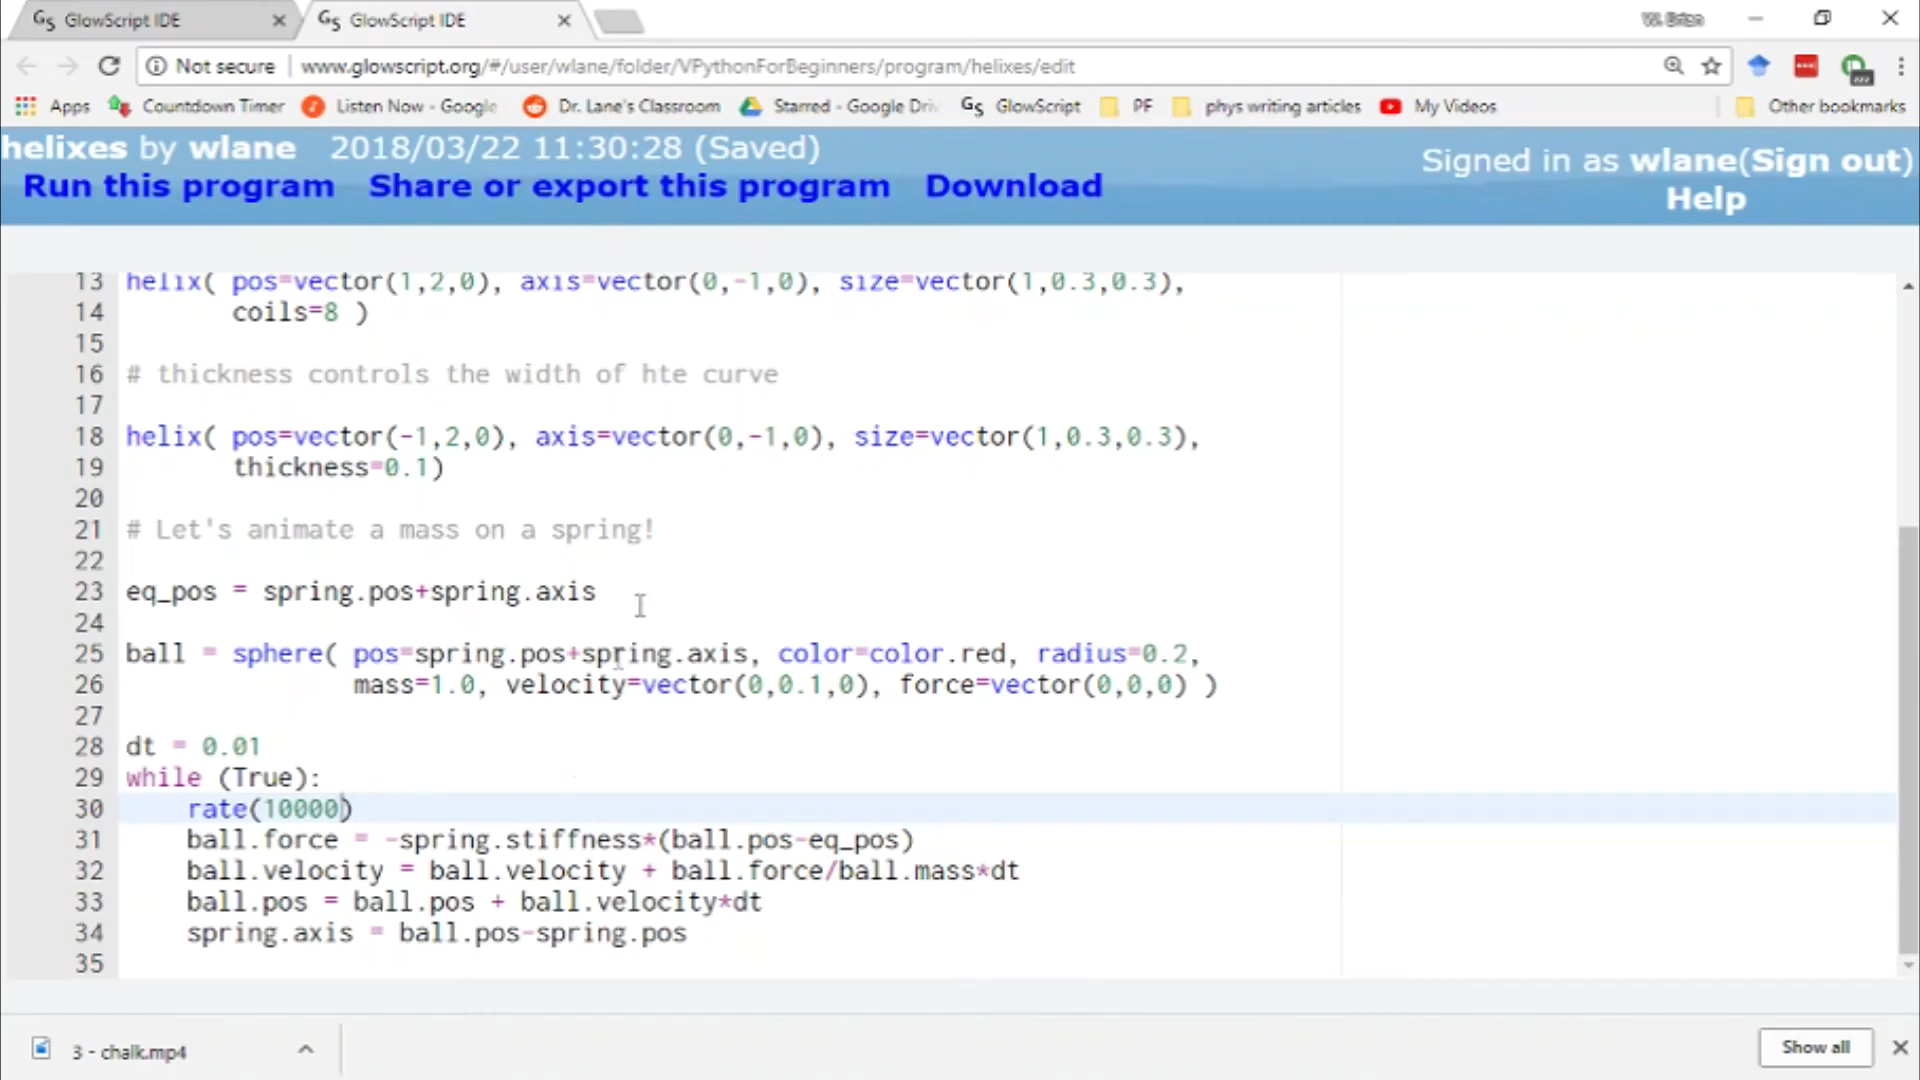 GlowScript IDE
GlowScript IDE
W. Brian
Not secure
www.glowscript.org/#/user/wlane/folder/VPythonForBeginners/program/helixes/edit
Apps
Countdown Timer
Listen Now - Google
Dr. Lane's Classroom
Starred - Google Driv
GlowScript
PF
phys writing articles
My Videos
Other bookmarks
helixes by wlane 2018/03/22 11:30:28 (Saved)
Signed in as wlane(Sign out)
Run this program Share or export this program Download
Help
13 helix( pos=vector(1,2,0), axis=vector(0,-1,0), size=vector(1,0.3,0.3),
14 coils=8 )
15
16 # thickness controls the width of hte curve
17
18 helix( pos=vector(-1,2,0), axis=vector(0,-1,0), size=vector(1,0.3,0.3),
19 thickness=0.1)
20
21 # Let's animate a mass on a spring!
22
23 eq_pos = spring.pos+spring.axis
24
25 ball = sphere( pos=spring.pos+spring.axis, color=color.red, radius=0.2,
26 mass=1.0, velocity=vector(0,0.1,0), force=vector(0,0,0) )
27
28 dt = 0.01
29 while (True):
30 rate(10000)
31 ball.force = -spring.stiffness*(ball.pos-eq_pos)
32 ball.velocity = ball.velocity + ball.force/ball.mass*dt
33 ball.pos = ball.pos + ball.velocity*dt
34 spring.axis = ball.pos-spring.pos
35
3 - chalk.mp4
Show all